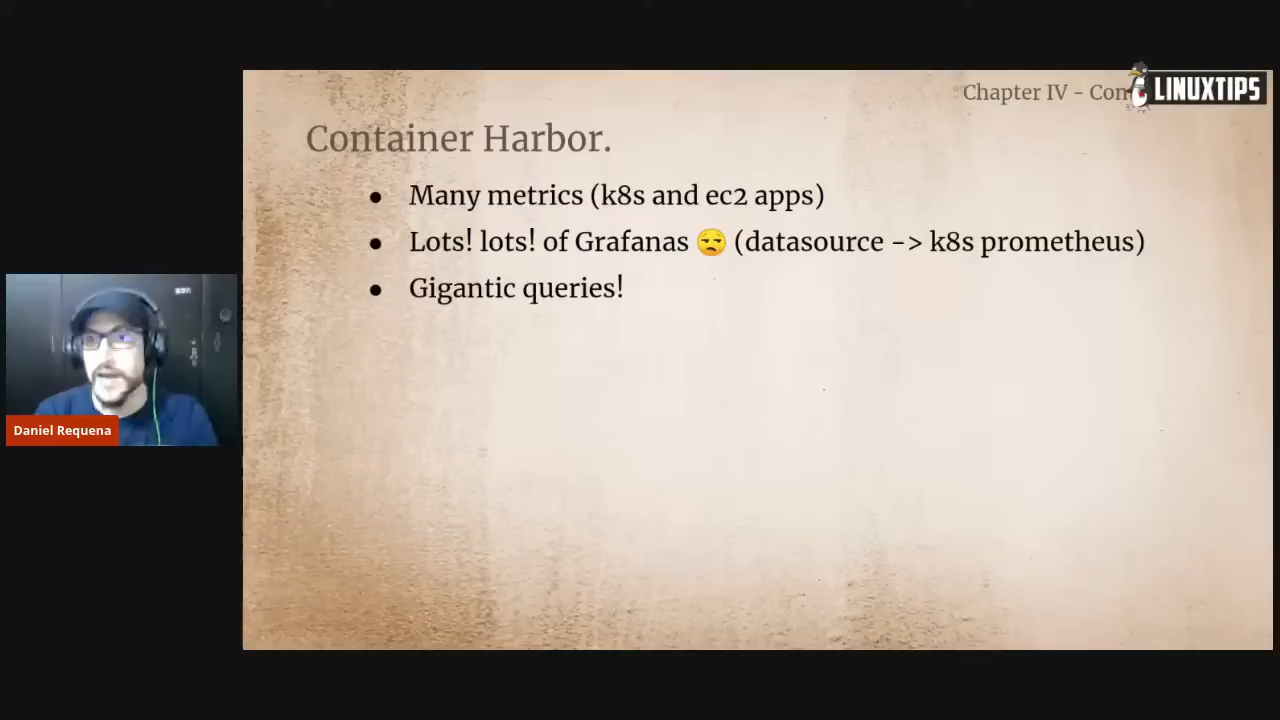 Chapter IV - Con
LINUXTIPS
Container Harbor.
● Many metrics (k8s and ec2 apps)
● Lots! lots! of Grafanas 😒 (datasource -> k8s prometheus)
● Gigantic queries!
Daniel Requena